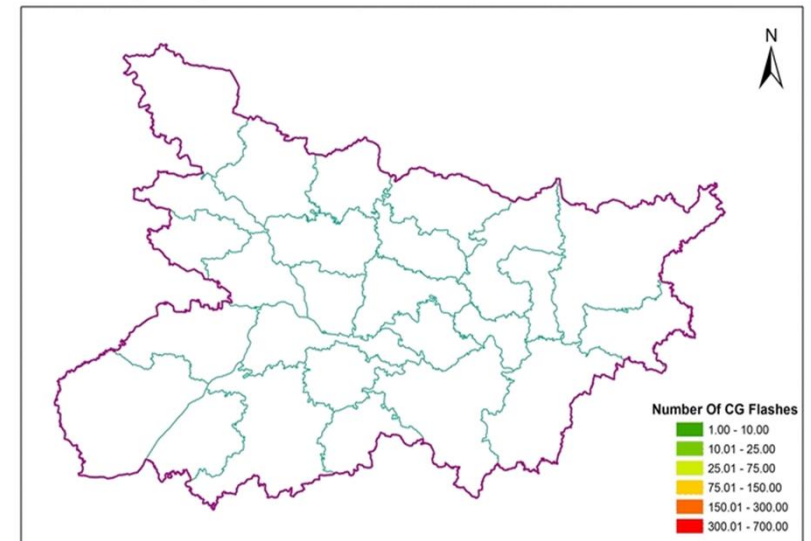 N
Number Of CG Flashes
1.00 - 10.00
10.01 - 25.00
25.01 - 75.00
75.01 - 150.00
150.01 - 300.00
300.01 - 700.00